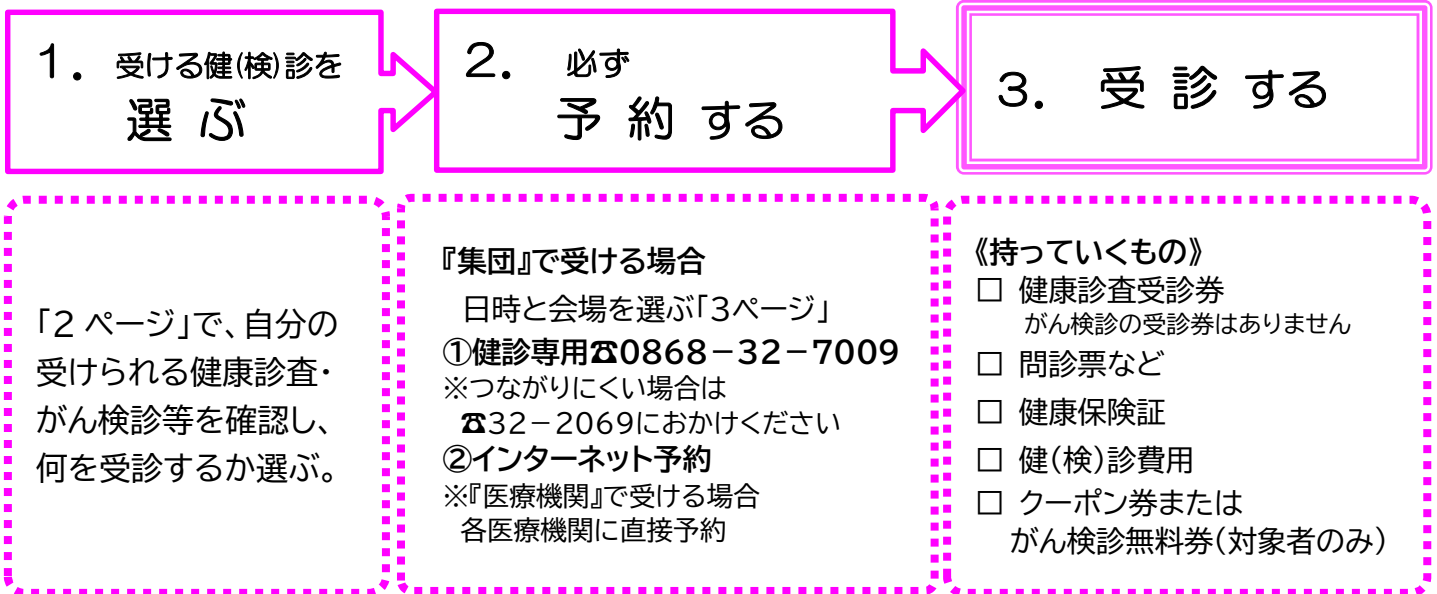 1. 受ける健(検)診を
選ぶ
2. 必ず
予約する
3. 受診する
「2 ページ」で、自分の
受けられる健康診査・
がん検診等を確認し、
何を受診するか選ぶ。
『集団』で受ける場合
日時と会場を選ぶ「3ページ」
①健診専用☎0868−32−7009
※つながりにくい場合は
☎32−2069におかけください
②インターネット予約
※『医療機関』で受ける場合
各医療機関に直接予約
《持っていくもの》
□ 健康診査受診券
がん検診の受診券はありません
□ 問診票など
□ 健康保険証
□ 健(検)診費用
□ クーポン券または
がん検診無料券(対象者のみ)